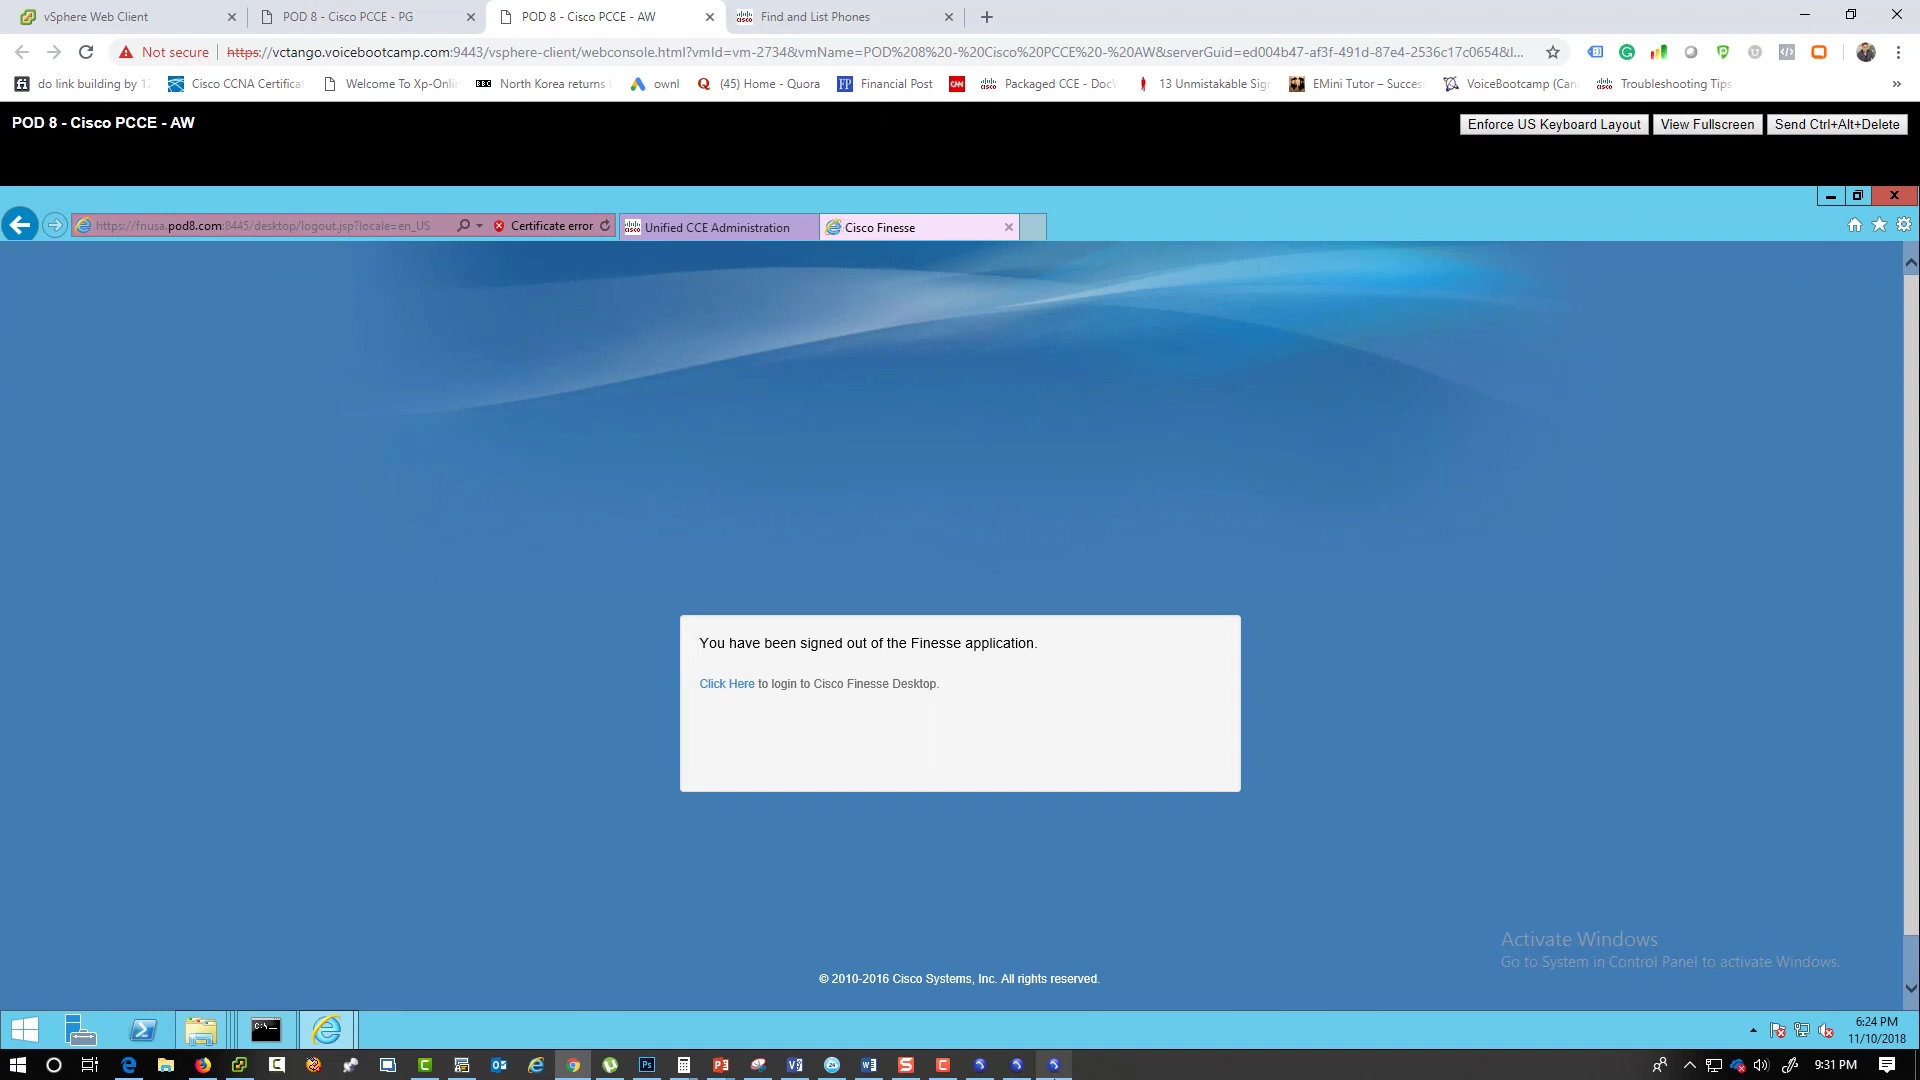 vSphere Web Client
POD 8 - Cisco PCCE - PG
POD 8 - Cisco PCCE - AW
Find and List Phones
Not secure
https://vctango.voicebootcamp.com:9443/vsphere-client/webconsole.html?vmId=vm-2734&vmName=POD%208%20-%20Cisco%20PCCE%20-%20AW&serverGuid=ed004b47-af3f-491d-87e4-2536c17c0654&l...
do link building by 12
Cisco CCNA Certificat
Welcome To Xp-Onli
North Korea returns
ownl
(45) Home - Quora
Financial Post
Packaged CCE - Doc
13 Unmistakable Sig
EMini Tutor – Succes
VoiceBootcamp (Can
Troubleshooting Tips
POD 8 - Cisco PCCE - AW
Enforce US Keyboard Layout
View Fullscreen
Send Ctrl+Alt+Delete
https://fnusa.pod8.com:8445/desktop/logout.jsp?locale=en_US
Certificate error
Unified CCE Administration
Cisco Finesse
You have been signed out of the Finesse application.
Click Here to login to Cisco Finesse Desktop.
Activate Windows
Go to System in Control Panel to activate Windows.
© 2010-2016 Cisco Systems, Inc. All rights reserved.
6:24 PM
11/10/2018
9:31 PM